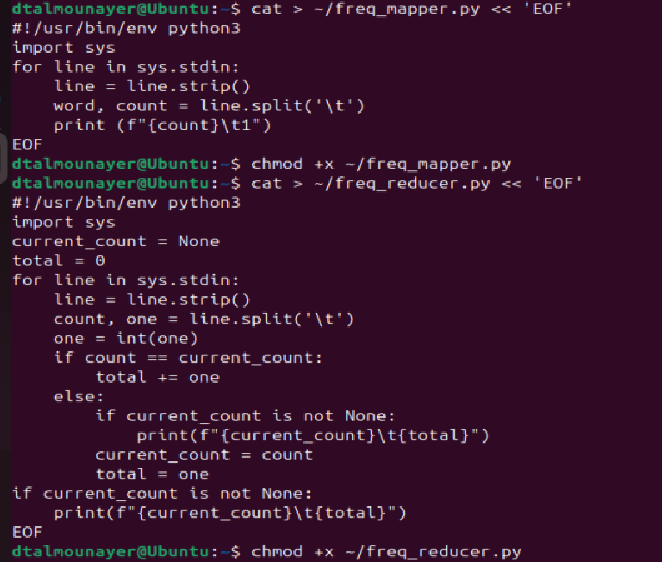 dtalmounayer@Ubuntu:~$ cat > ~/freq_mapper.py << 'EOF'
#!/usr/bin/env python3
import sys
for line in sys.stdin:
    line = line.strip()
    word, count = line.split('\t')
    print (f"{count}\t1")
EOF
dtalmounayer@Ubuntu:~$ chmod +x ~/freq_mapper.py
dtalmounayer@Ubuntu:~$ cat > ~/freq_reducer.py << 'EOF'
#!/usr/bin/env python3
import sys
current_count = None
total = 0
for line in sys.stdin:
    line = line.strip()
    count, one = line.split('\t')
    one = int(one)
    if count == current_count:
        total += one
    else:
        if current_count is not None:
            print(f"{current_count}\t{total}")
        current_count = count
        total = one
if current_count is not None:
    print(f"{current_count}\t{total}")
EOF
dtalmounayer@Ubuntu:~$ chmod +x ~/freq_reducer.py